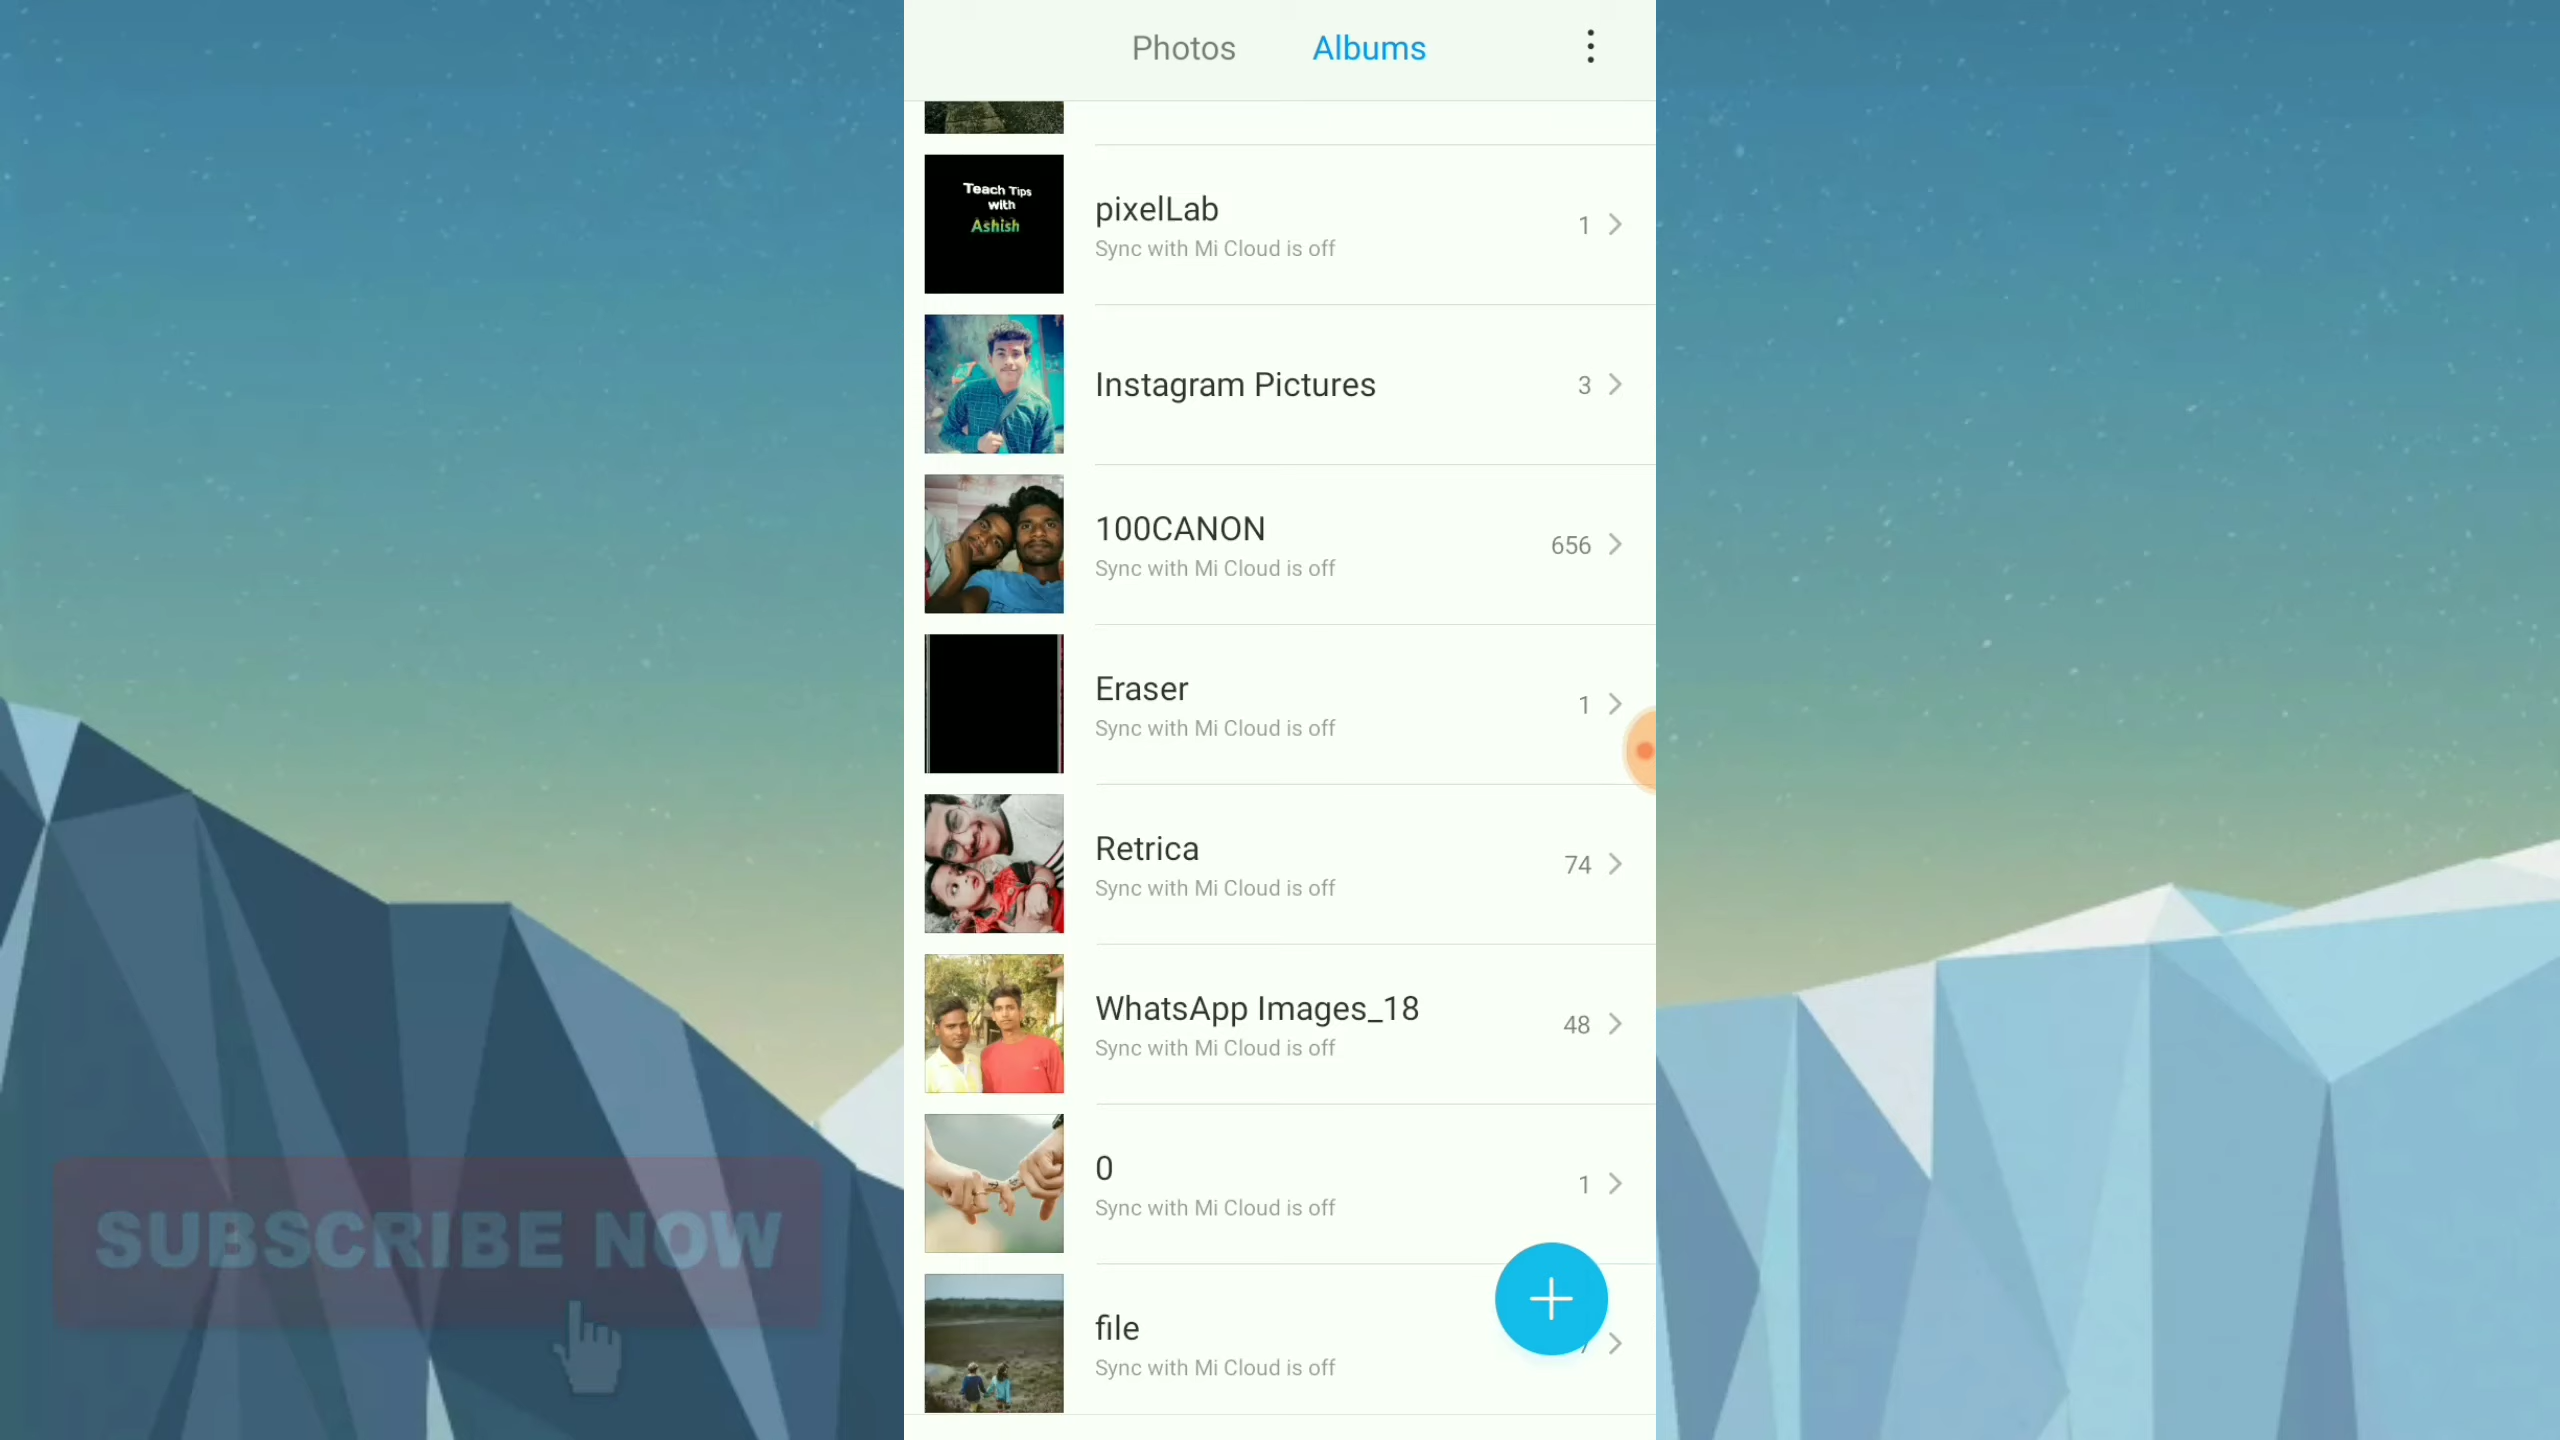 Photos Albums
Teach Tips
with
Ashish
pixelLab
Sync with Mi Cloud is off
1
Instagram Pictures
3
100CANON
Sync with Mi Cloud is off
656
Eraser
Sync with Mi Cloud is off
1
Retrica
Sync with Mi Cloud is off
74
WhatsApp Images_18
Sync with Mi Cloud is off
48
0
Sync with Mi Cloud is off
1
file
Sync with Mi Cloud is off
SUBSCRIBE NOW